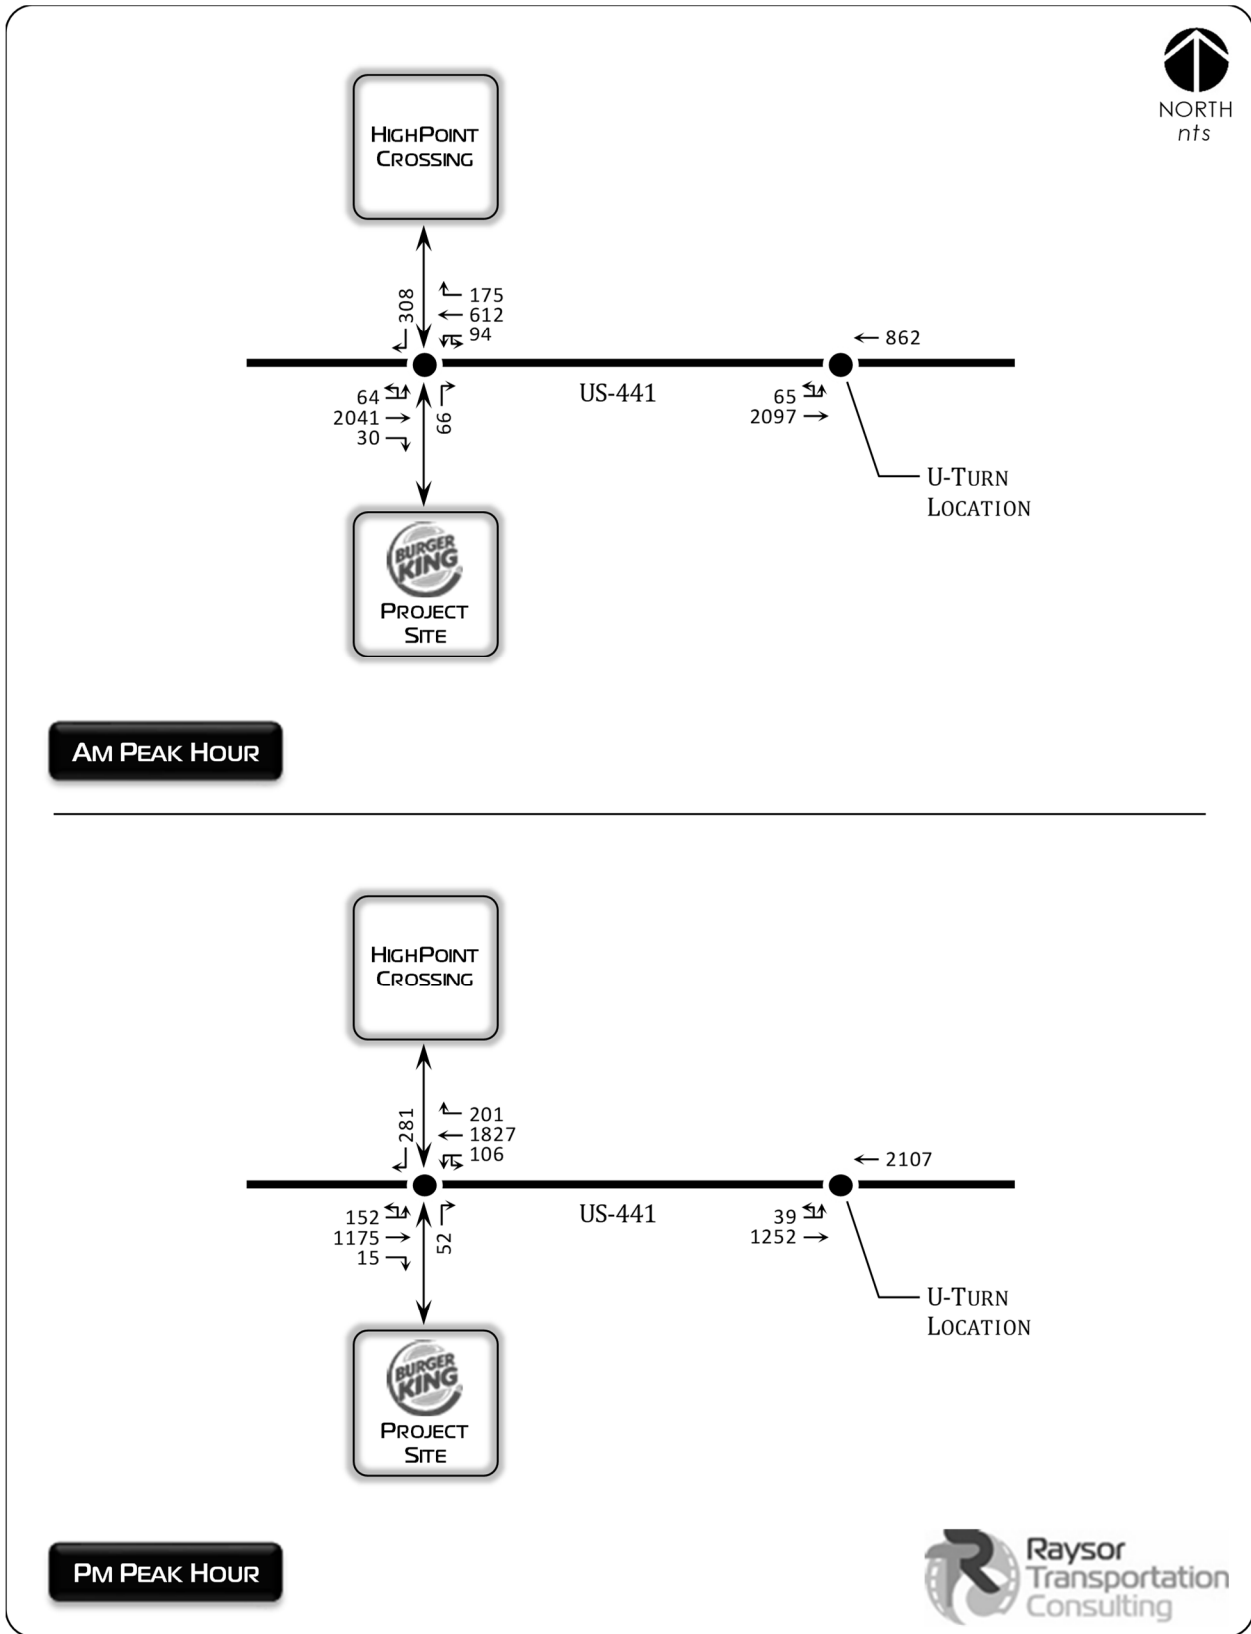 NORTH
nts
HIGHPOINT
CROSSING
308
175
612
94
862
64
2041
30
66
US-441
65
2097
U-TURN
LOCATION
BURGER
KING
PROJECT
SITE
AM PEAK HOUR
HIGHPOINT
CROSSING
281
201
1827
106
2107
152
1175
15
52
US-441
39
1252
U-TURN
LOCATION
BURGER
KING
PROJECT
SITE
PM PEAK HOUR
Raysor
Transportation
Consulting